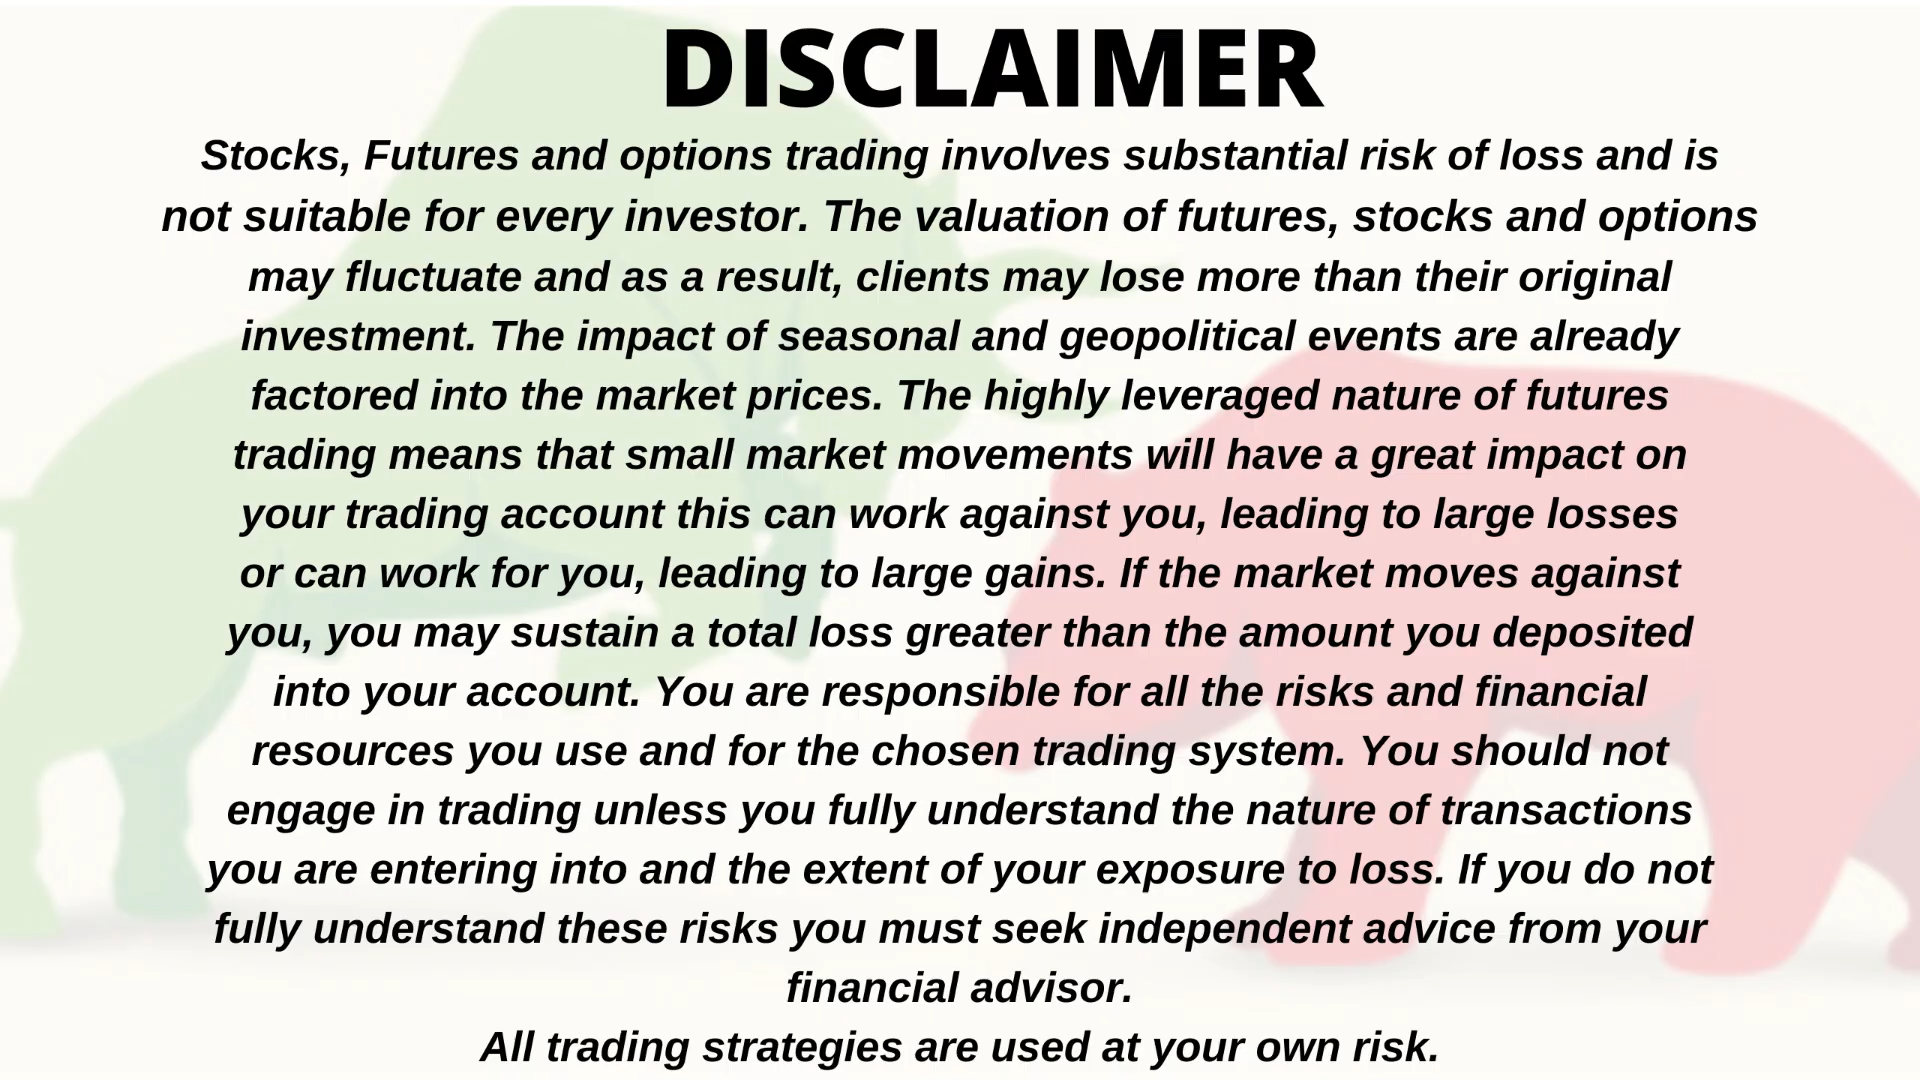 DISCLAIMER
Stocks, Futures and options trading involves substantial risk of loss and is
not suitable for every investor. The valuation of futures, stocks and options
may fluctuate and as a result, clients may lose more than their original
investment. The impact of seasonal and geopolitical events are already
factored into the market prices. The highly leveraged nature of futures
trading means that small market movements will have a great impact on
your trading account this can work against you, leading to large losses
or can work for you, leading to large gains. If the market moves against
you, you may sustain a total loss greater than the amount you deposited
into your account. You are responsible for all the risks and financial
resources you use and for the chosen trading system. You should not
engage in trading unless you fully understand the nature of transactions
you are entering into and the extent of your exposure to loss. If you do not
fully understand these risks you must seek independent advice from your
financial advisor.
All trading strategies are used at your own risk.